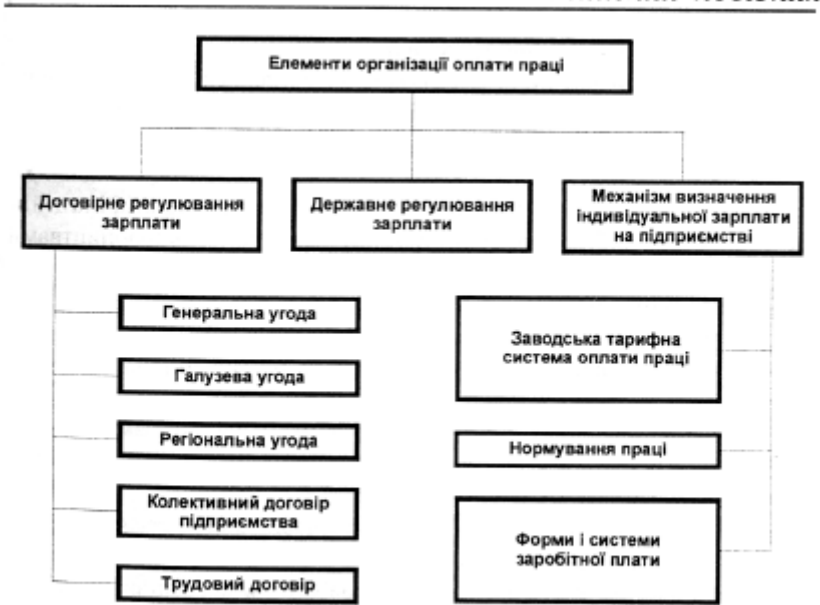 Елементи організації оплати праці
Договірне регулювання
зарплати
Державне регулювання
зарплати
Механізм визначення
індивідуальної зарплати
на підприємстві
Генеральна угода
Галузева угода
Регіональна угода
Колективний договір
підприємства
Трудовий договір
Заводська тарифна
система оплати праці
Нормування праці
Форми і системи
заробітної плати